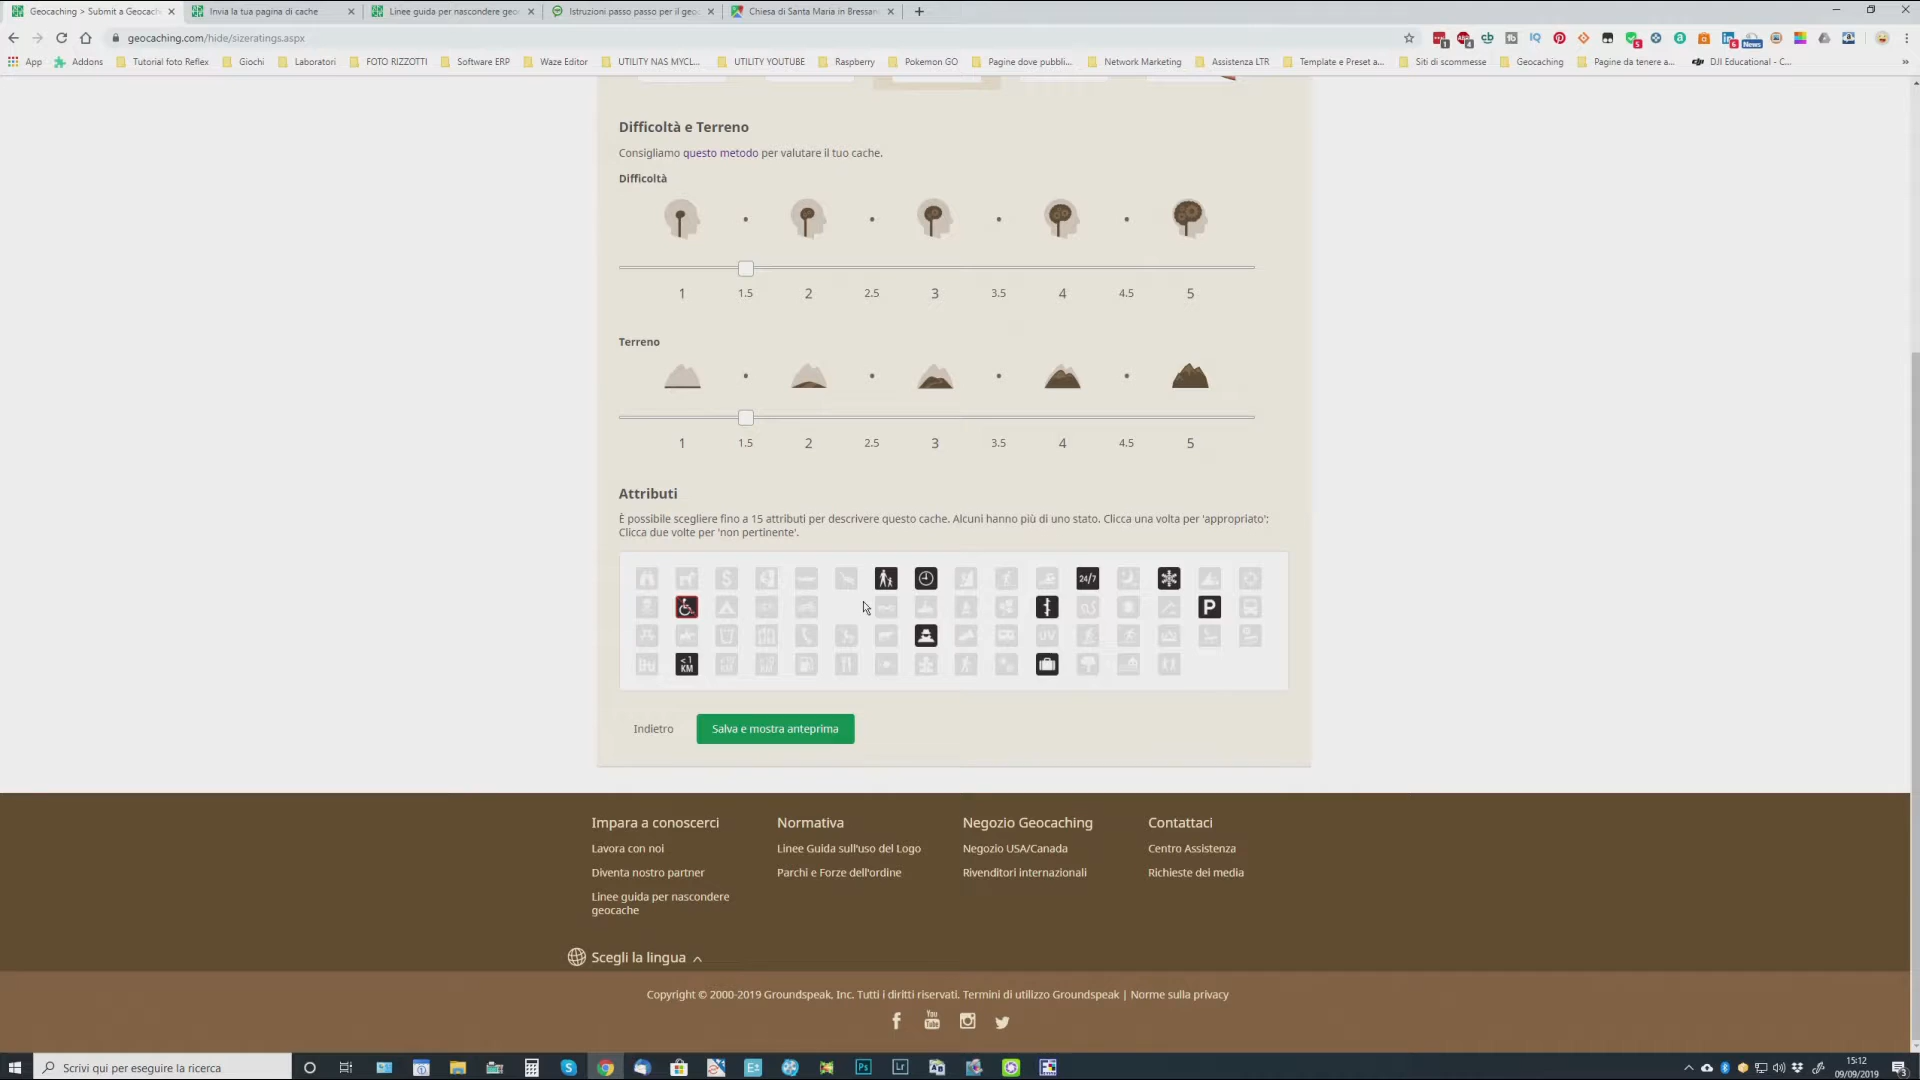 Geocaching > Submit a Geocach
Invia la tua pagina di cache
Linee guida per nascondere geo
Istruzioni passo passo per il geo
Chiesa di Santa Maria in Bressan
geocaching.com/hide/sizeratings.aspx
App Addons Tutorial foto Reflex Giochi Laboratori FOTO RIZZOTTI Software ERP Waze Editor UTILITY NAS MYCL... UTILITY YOUTUBE Raspberry Pokemon GO Pagine dove pubbli... Network Marketing Assistenza LTR Template e Preset a... Siti di scommesse Geocaching Pagine da tenere a... DJI Educational - C... »
Difficoltà e Terreno
Consigliamo questo metodo per valutare il tuo cache.
Difficoltà
1 1.5 2 2.5 3 3.5 4 4.5 5
Terreno
1 1.5 2 2.5 3 3.5 4 4.5 5
Attributi
È possibile scegliere fino a 15 attributi per descrivere questo cache. Alcuni hanno più di uno stato. Clicca una volta per 'appropriato':
Clicca due volte per 'non pertinente'.
24/7
P
UV
<1 KM
Indietro
Salva e mostra anteprima
Impara a conoscerci
Lavora con noi
Diventa nostro partner
Linee guida per nascondere
geocache
Normativa
Linee Guida sull'uso del Logo
Parchi e Forze dell'ordine
Negozio Geocaching
Negozio USA/Canada
Rivenditori internazionali
Contattaci
Centro Assistenza
Richieste dei media
Scegli la lingua
Copyright © 2000-2019 Groundspeak, Inc. Tutti i diritti riservati. Termini di utilizzo Groundspeak | Norme sulla privacy
You Tube
Scrivi qui per eseguire la ricerca
Ps
Lr
15:12
09/09/2019